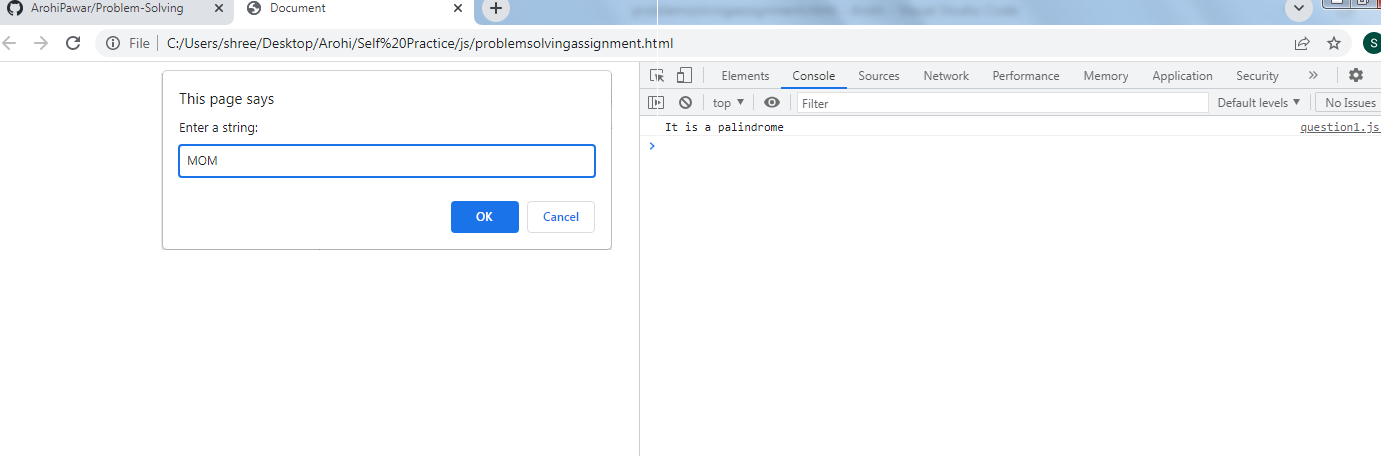 ArohiPawar/Problem-Solving
Document
File C:/Users/shree/Desktop/Arohi/Self%20Practice/js/problemsolvingassignment.html
S
This page says
Enter a string:
MOM
OK Cancel
Elements Console Sources Network Performance Memory Application Security
top Filter Default levels No Issues
It is a palindrome question1.js